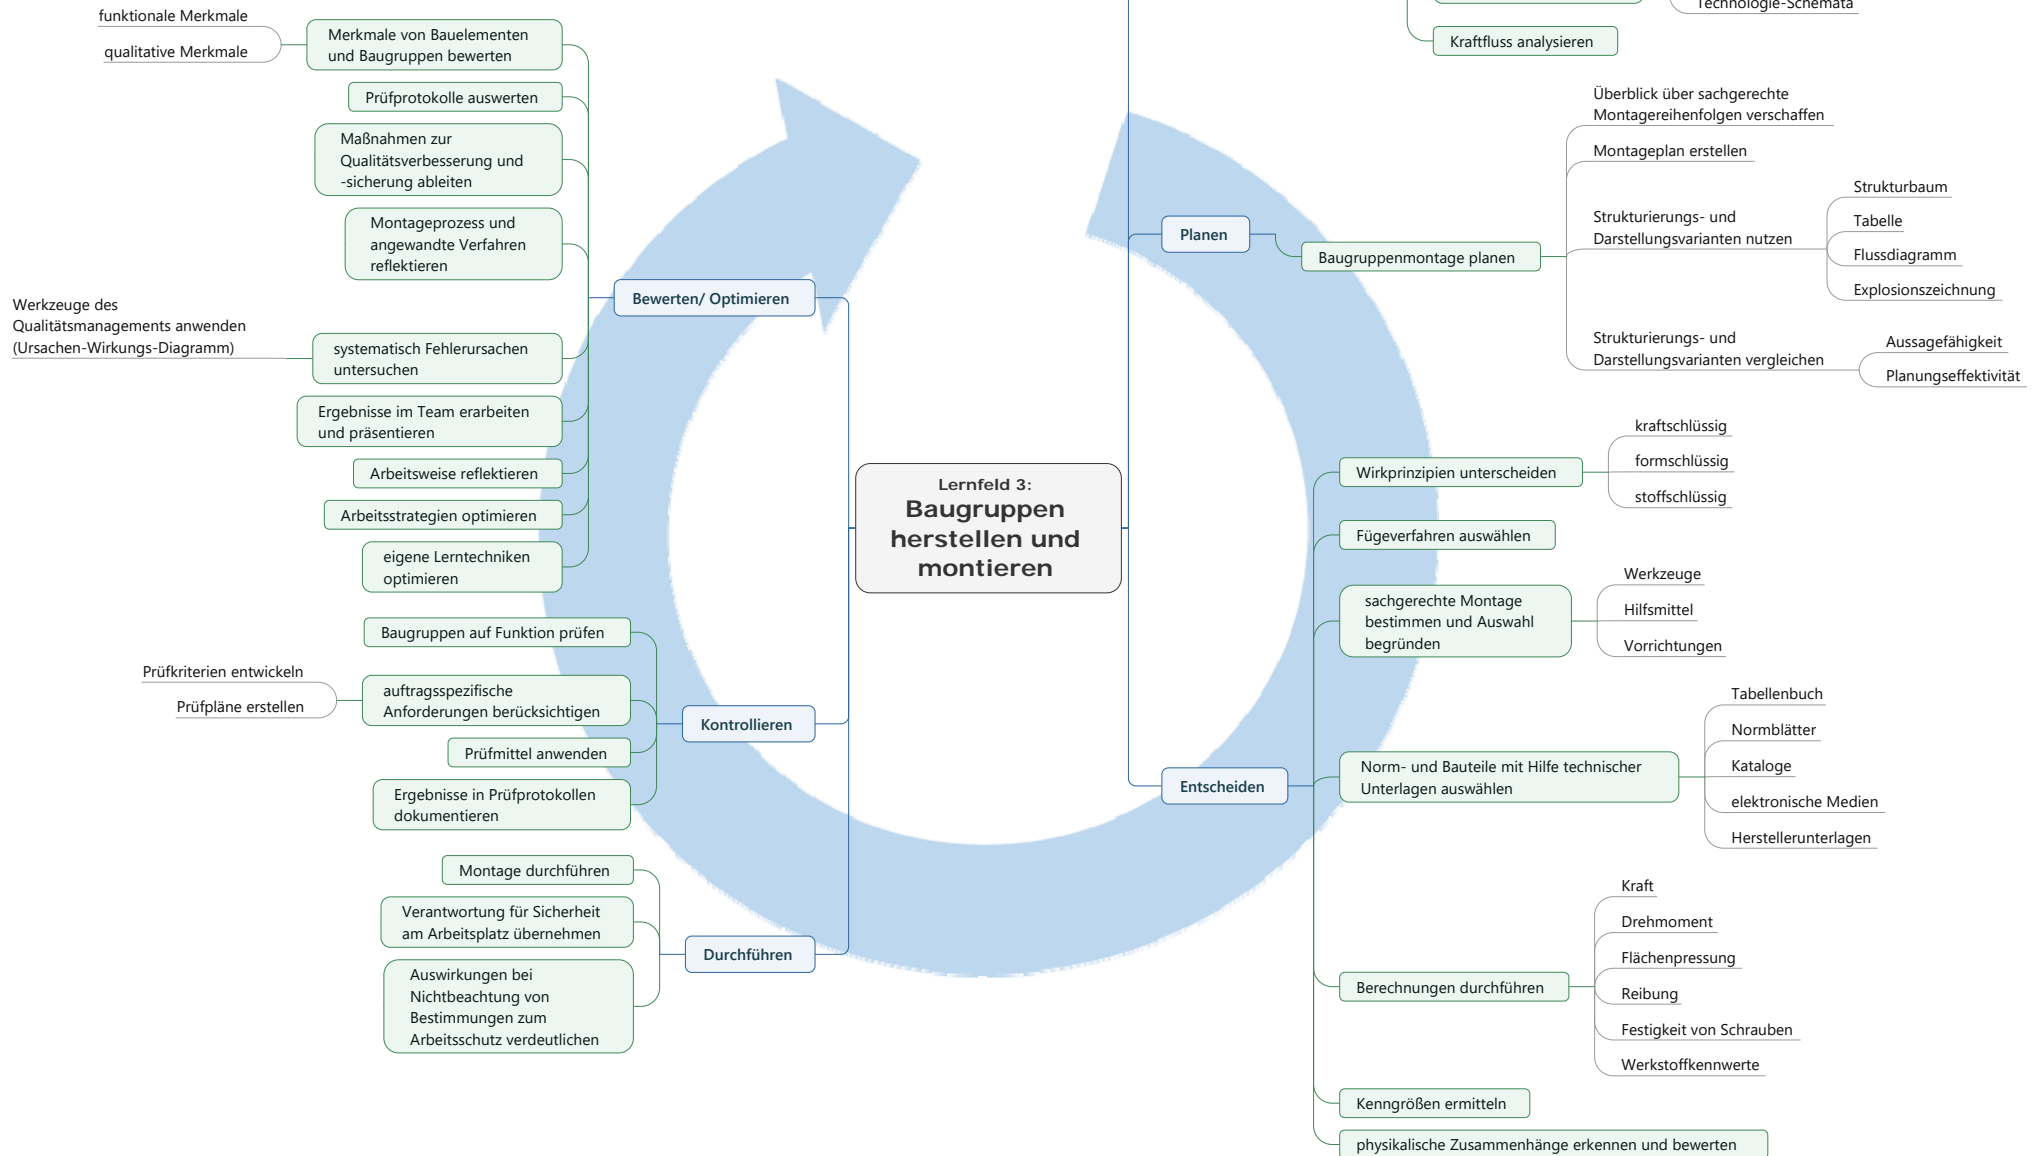 Technologie-Schemata
Kraftfluss analysieren
funktionale Merkmale
qualitative Merkmale
Merkmale von Bauelementen
und Baugruppen bewerten
Prüfprotokolle auswerten
Maßnahmen zur
Qualitätsverbesserung und
-sicherung ableiten
Montageprozess und
angewandte Verfahren
reflektieren
Werkzeuge des
Qualitätsmanagements anwenden
(Ursachen-Wirkungs-Diagramm)
systematisch Fehlerursachen
untersuchen
Ergebnisse im Team erarbeiten
und präsentieren
Arbeitsweise reflektieren
Arbeitsstrategien optimieren
eigene Lerntechniken
optimieren
Bewerten/ Optimieren
Baugruppen auf Funktion prüfen
Prüfkriterien entwickeln
Prüfpläne erstellen
auftragsspezifische
Anforderungen berücksichtigen
Prüfmittel anwenden
Ergebnisse in Prüfprotokollen
dokumentieren
Kontrollieren
Montage durchführen
Verantwortung für Sicherheit
am Arbeitsplatz übernehmen
Auswirkungen bei
Nichtbeachtung von
Bestimmungen zum
Arbeitsschutz verdeutlichen
Durchführen
Lernfeld 3:
Baugruppen
herstellen und
montieren
Planen
Baugruppenmontage planen
Überblick über sachgerechte
Montagereihenfolgen verschaffen
Montageplan erstellen
Strukturierungs- und
Darstellungsvarianten nutzen
Strukturbaum
Tabelle
Flussdiagramm
Explosionszeichnung
Strukturierungs- und
Darstellungsvarianten vergleichen
Aussagefähigkeit
Planungseffektivität
Entscheiden
Wirkprinzipien unterscheiden
kraftschlüssig
formschlüssig
stoffschlüssig
Fügeverfahren auswählen
sachgerechte Montage
bestimmen und Auswahl
begründen
Werkzeuge
Hilfsmittel
Vorrichtungen
Norm- und Bauteile mit Hilfe technischer
Unterlagen auswählen
Tabellenbuch
Normblätter
Kataloge
elektronische Medien
Herstellerunterlagen
Berechnungen durchführen
Kraft
Drehmoment
Flächenpressung
Reibung
Festigkeit von Schrauben
Werkstoffkennwerte
Kenngrößen ermitteln
physikalische Zusammenhänge erkennen und bewerten